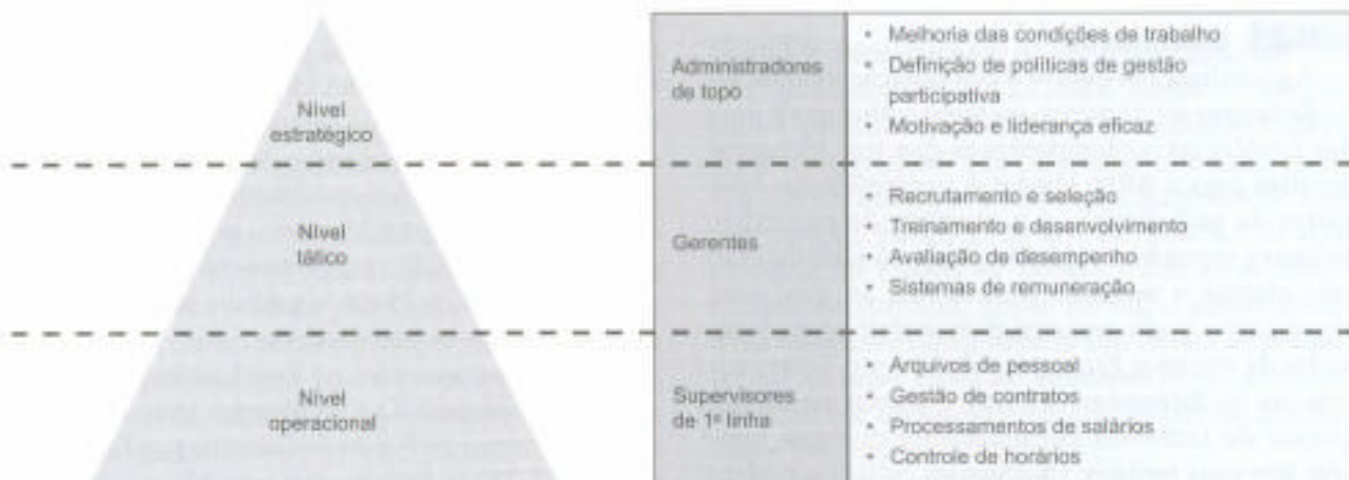 Nível
estratégico
Administradores
de topo
• Melhoria das condições de trabalho
• Definição de políticas de gestão
participativa
• Motivação e liderança eficaz
Nível
tático
Gerentes
• Recrutamento e seleção
• Treinamento e desenvolvimento
• Avaliação de desempenho
• Sistemas de remuneração
Nível
operacional
Supervisores
de 1ª linha
• Arquivos de pessoal
• Gestão de contratos
• Processamentos de salários
• Controle de horários